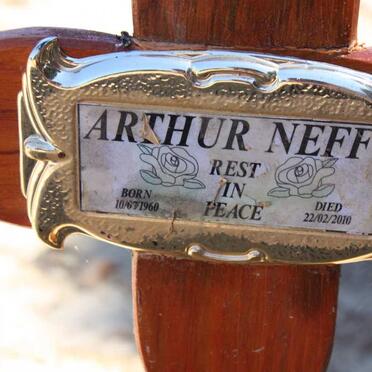 ARTHUR NEFF
REST
IN
PEACE
BORN
10/6/1960
DIED
22/02/2010